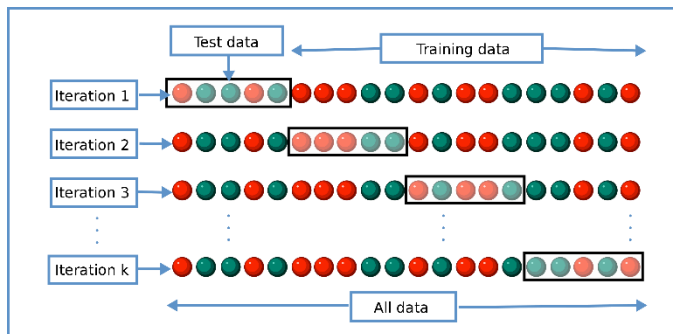 Test data
Training data
Iteration 1
Iteration 2
Iteration 3
Iteration k
All data